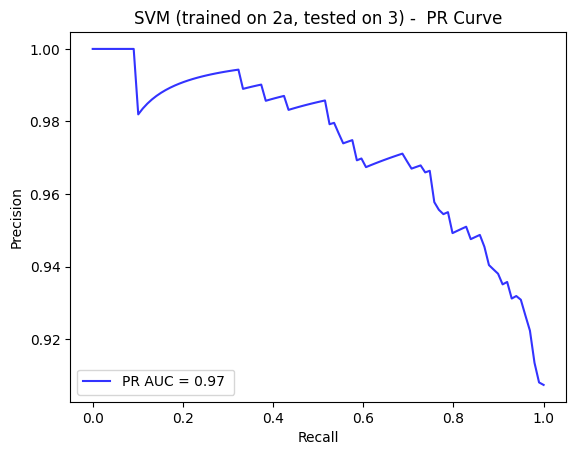 SVM (trained on 2a, tested on 3) -  PR Curve
1.00
0.98
0.96
0.94
0.92
Precision
PR AUC = 0.97
0.0 0.2 0.4 0.6 0.8 1.0
Recall